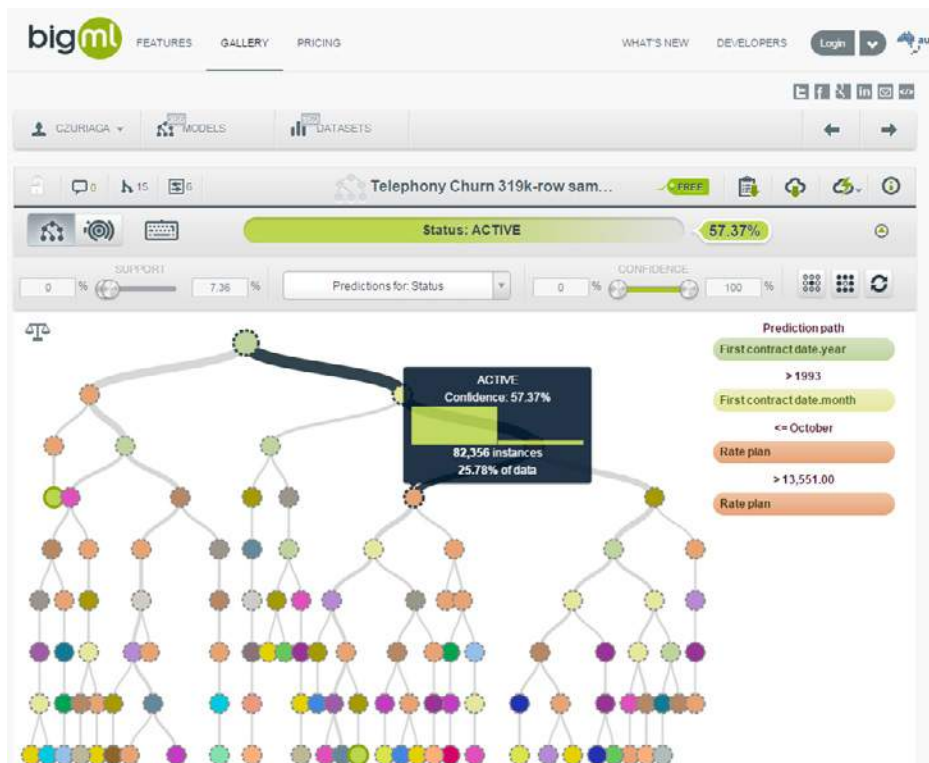 bigml FEATURES GALLERY PRICING WHAT'S NEW DEVELOPERS Login au
CZURIAGA MODELS DATASETS
0 15 6 Telephony Churn 319k-row sam... FREE
Status: ACTIVE 57.37%
SUPPORT CONFIDENCE
0 % 7.36 % Predictions for: Status 0 % 100 %
Prediction path
First contract date.year
> 1993
First contract date.month
<= October
Rate plan
> 13,551.00
Rate plan
ACTIVE
Confidence: 57.37%
82,356 instances
25.78% of data